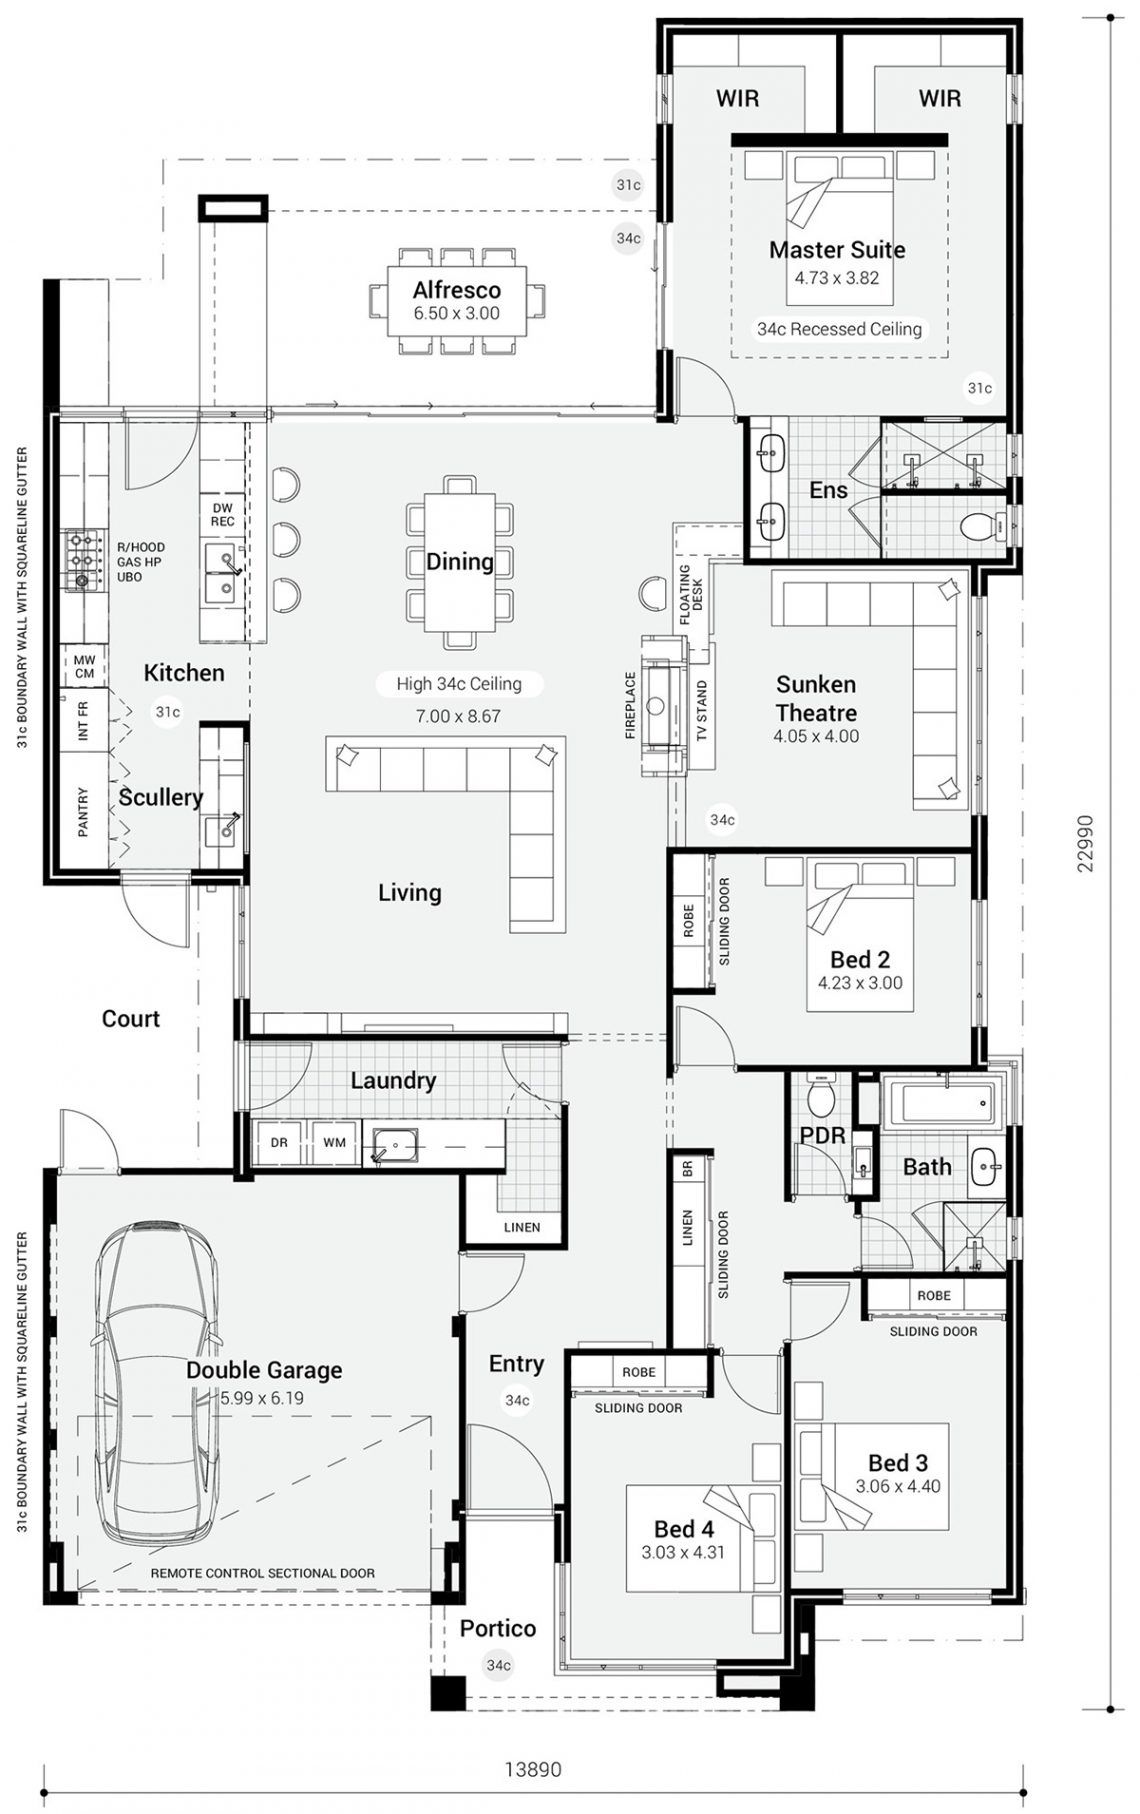 WIR
WIR
31c
34c
Master Suite
4.73 x 3.82
34c Recessed Ceiling
31c
Alfresco
6.50 x 3.00
31c BOUNDARY WALL WITH SQUARELINE GUTTER
DW
REC
R/HOOD
GAS HP
UBO
Dining
Ens
FLOATING
DESK
MW
CM
Kitchen
31c
INT FR
High 34c Ceiling
7.00 x 8.67
FIREPLACE
TV STAND
Sunken
Theatre
4.05 x 4.00
34c
PANTRY
Scullery
22990
Living
ROBE
SLIDING DOOR
Bed 2
4.23 x 3.00
Court
Laundry
DR
WM
LINEN
PDR
Bath
BR
LINEN
SLIDING DOOR
31c BOUNDARY WALL WITH SQUARELINE GUTTER
Double Garage
5.99 x 6.19
REMOTE CONTROL SECTIONAL DOOR
Entry
34c
ROBE
SLIDING DOOR
ROBE
SLIDING DOOR
Bed 3
3.06 x 4.40
Bed 4
3.03 x 4.31
Portico
34c
13890